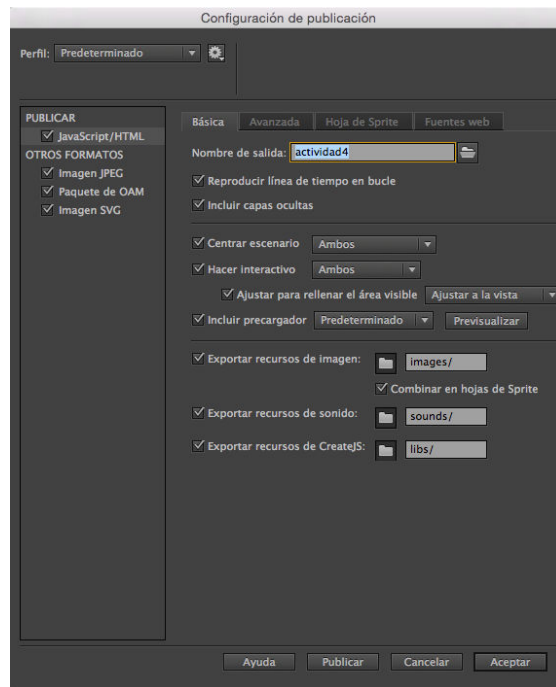 Configuración de publicación
Perfil: Predeterminado
PUBLICAR
JavaScript/HTML
OTROS FORMATOS
Imagen JPEG
Paquete de OAM
Imagen SVG
Básica Avanzada Hoja de Sprite Fuentes web
Nombre de salida: actividad4
Reproducir línea de tiempo en bucle
Incluir capas ocultas
Centrar escenario Ambos
Hacer interactivo Ambos
Ajustar para rellenar el área visible Ajustar a la vista
Incluir precargador Predeterminado Previsualizar
Exportar recursos de imagen: images/
Combinar en hojas de Sprite
Exportar recursos de sonido: sounds/
Exportar recursos de CreateJS: libs/
Ayuda Publicar Cancelar Aceptar